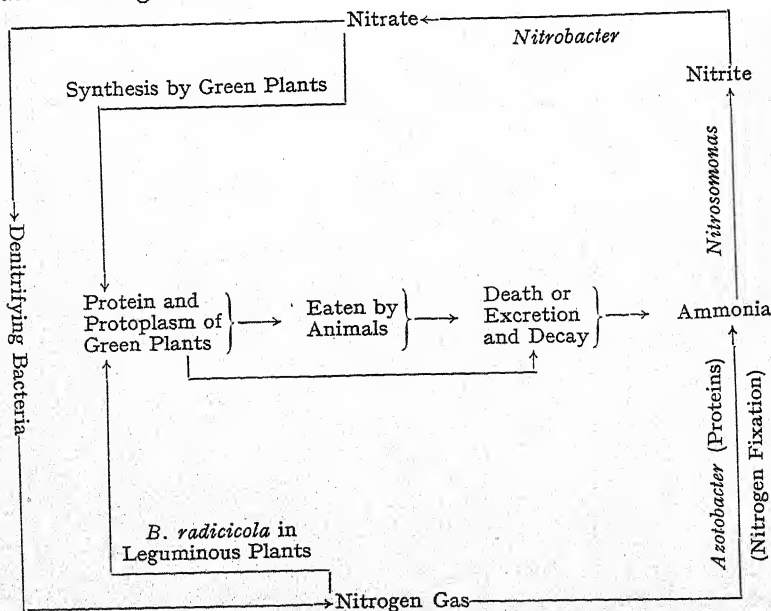 Nitrate
Nitrobacter
Synthesis by Green Plants
Nitrite
Nitrosomonas
Denitrifying Bacteria
Protein and
Protoplasm of
Green Plants
Eaten by
Animals
Death or
Excretion
and Decay
Ammonia
Azotobacter (Proteins)
(Nitrogen Fixation)
B. radicicola in
Leguminous Plants
Nitrogen Gas